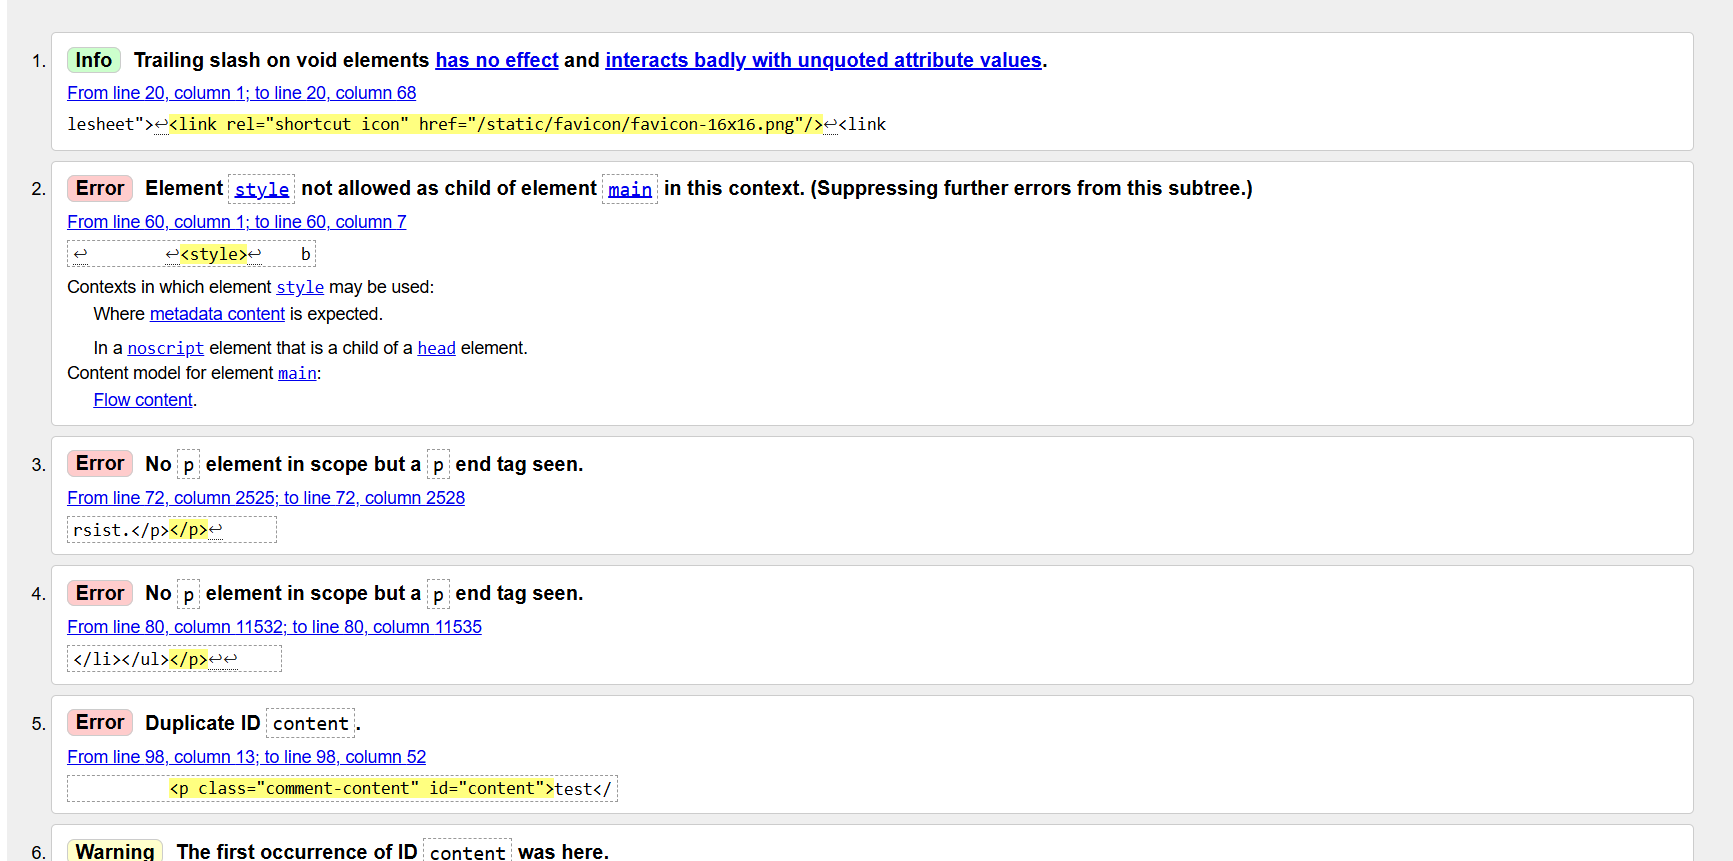 1. Info Trailing slash on void elements has no effect and interacts badly with unquoted attribute values.
From line 20, column 1; to line 20, column 68
lesheet">↩<link rel="shortcut icon" href="/static/favicon/favicon-16x16.png"/>↩<link
2. Error Element style not allowed as child of element main in this context. (Suppressing further errors from this subtree.)
From line 60, column 1; to line 60, column 7
↩ ↩<style>↩ b
Contexts in which element style may be used:
Where metadata content is expected.
In a noscript element that is a child of a head element.
Content model for element main:
Flow content.
3. Error No p element in scope but a p end tag seen.
From line 72, column 2525; to line 72, column 2528
rsist.</p></p>↩
4. Error No p element in scope but a p end tag seen.
From line 80, column 11532; to line 80, column 11535
</li></ul></p>↩↩
5. Error Duplicate ID content.
From line 98, column 13; to line 98, column 52
<p class="comment-content" id="content">test</
6. Warning The first occurrence of ID content was here.